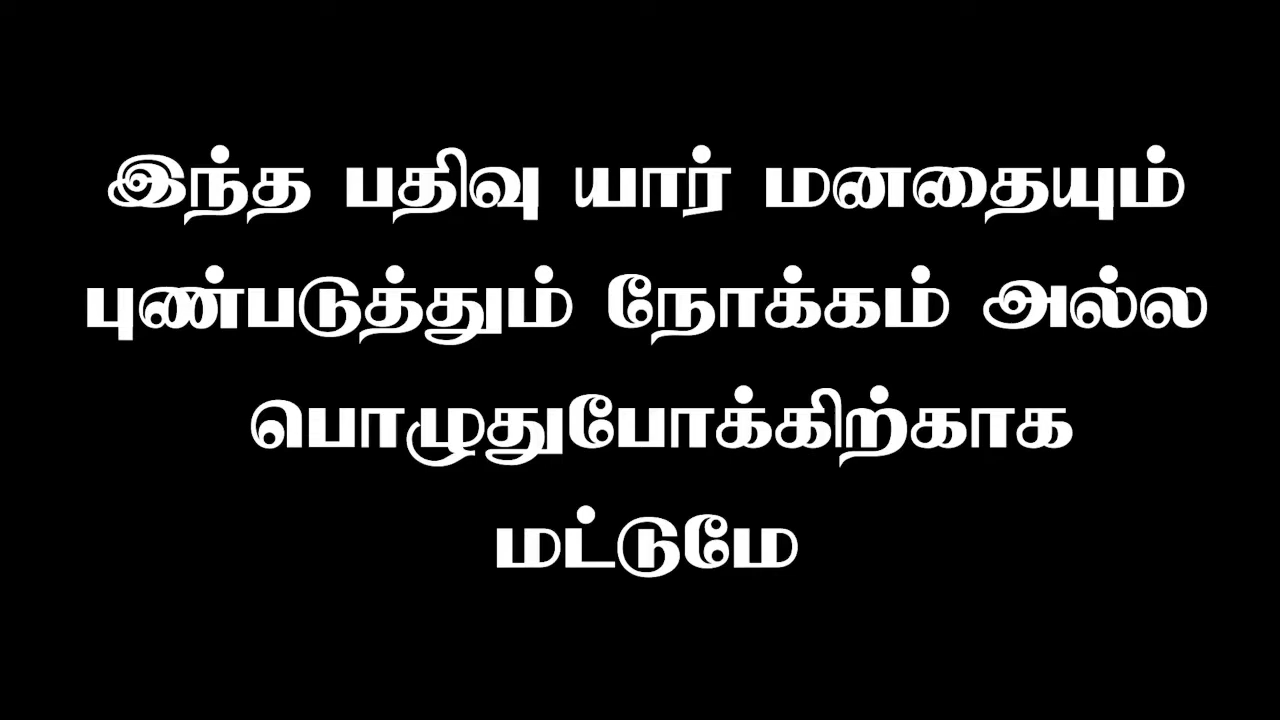 இந்த பதிவு யார் மனதையும்
புண்படுத்தும் நோக்கம் அல்ல
பொழுதுபோக்கிற்காக
மட்டுமே